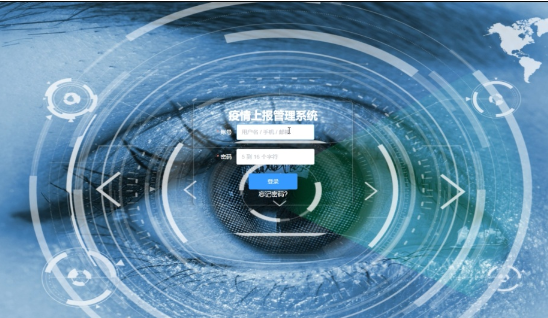 疫情上报管理系统
账号
用户名 / 手机 / 邮箱
密码
登录
忘记密码?